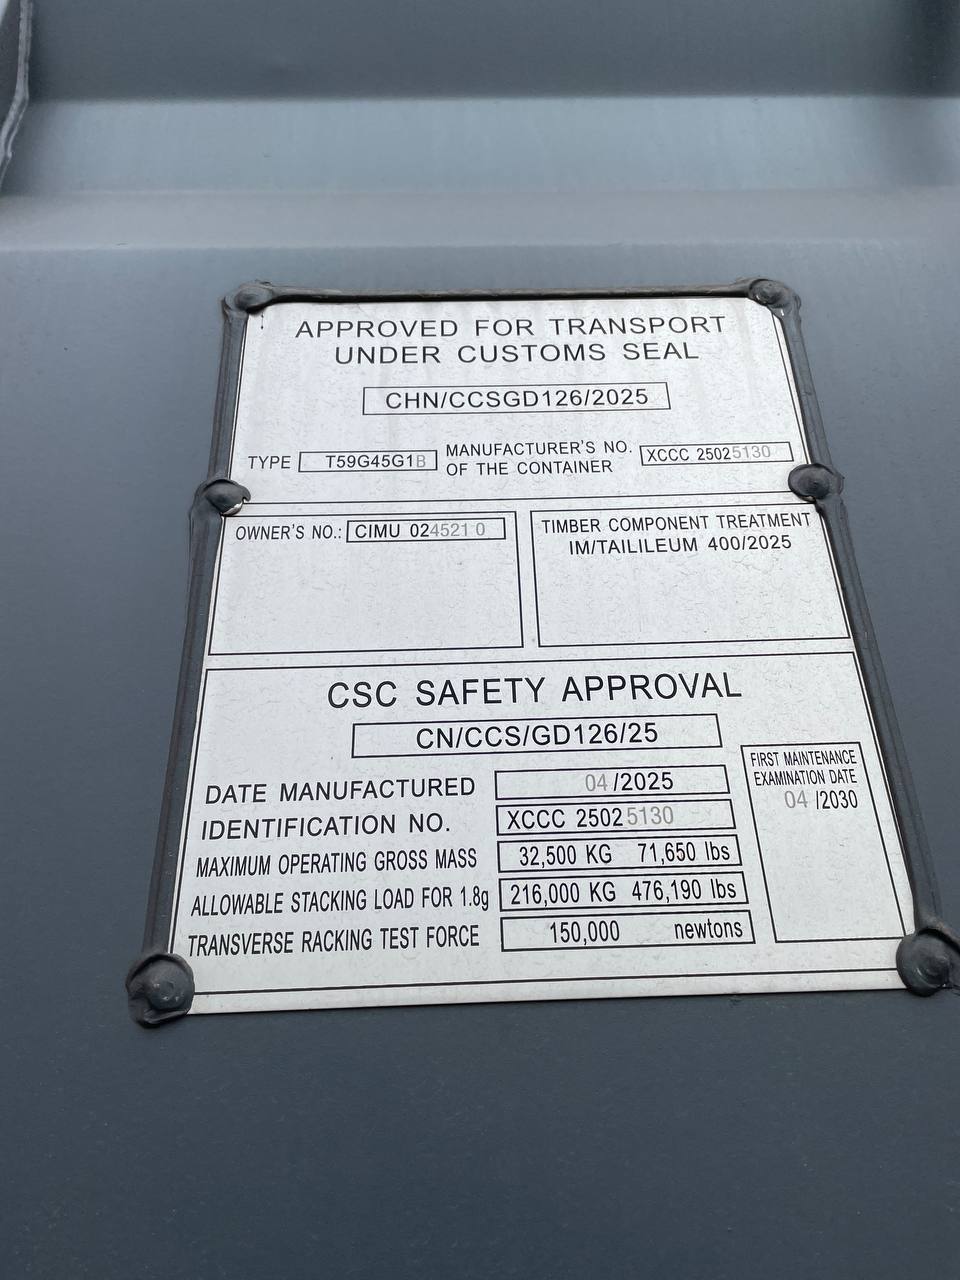 APPROVED FOR TRANSPORT
UNDER CUSTOMS SEAL
CHN/CCSGD126/2025
TYPE T59G45G1B MANUFACTURER'S NO. OF THE CONTAINER XCCC 25025130
OWNER'S NO.: CIMU 024521 0
TIMBER COMPONENT TREATMENT
IM/TAILILEUM 400/2025
CSC SAFETY APPROVAL
CN/CCS/GD126/25
DATE MANUFACTURED 04/2025
IDENTIFICATION NO. XCCC 25025130
MAXIMUM OPERATING GROSS MASS 32,500 KG 71,650 lbs
ALLOWABLE STACKING LOAD FOR 1.8g 216,000 KG 476,190 lbs
TRANSVERSE RACKING TEST FORCE 150,000 newtons
FIRST MAINTENANCE
EXAMINATION DATE
04 /2030